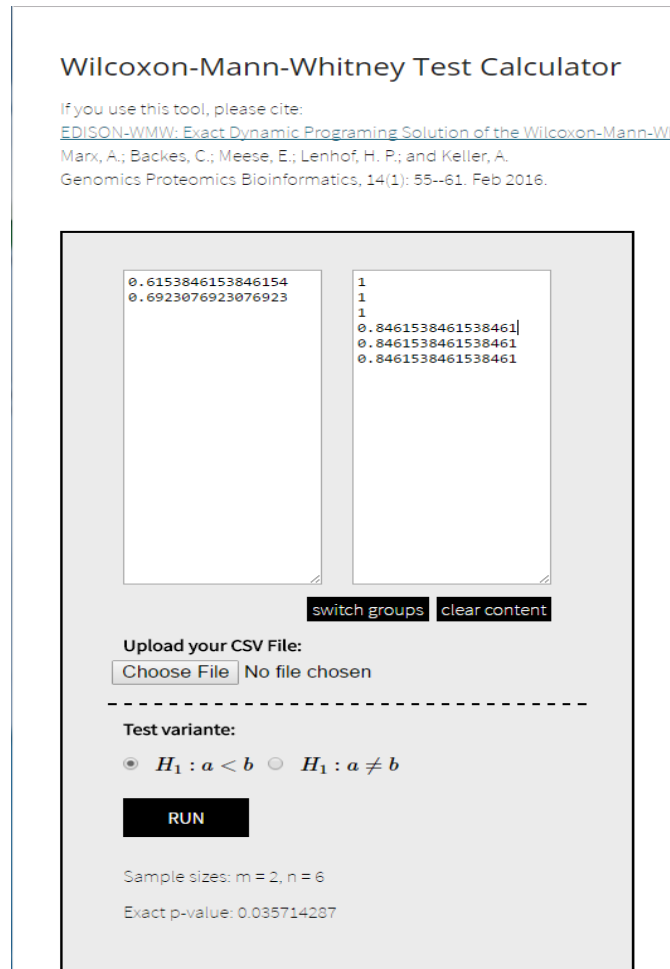 Wilcoxon-Mann-Whitney Test Calculator
If you use this tool, please cite:
EDISON-WMW: Exact Dynamic Programing Solution of the Wilcoxon-Mann-W
Marx, A.; Backes, C.; Meese, E.; Lenhof, H. P.; and Keller, A.
Genomics Proteomics Bioinformatics, 14(1): 55--61. Feb 2016.
0.6153846153846154
0.6923076923076923
1
1
1
0.8461538461538461
0.8461538461538461
0.8461538461538461
switch groups clear content
Upload your CSV File:
Choose File No file chosen
Test variante:
H₁ : a < b H₁ : a ≠ b
RUN
Sample sizes: m = 2, n = 6
Exact p-value: 0.035714287